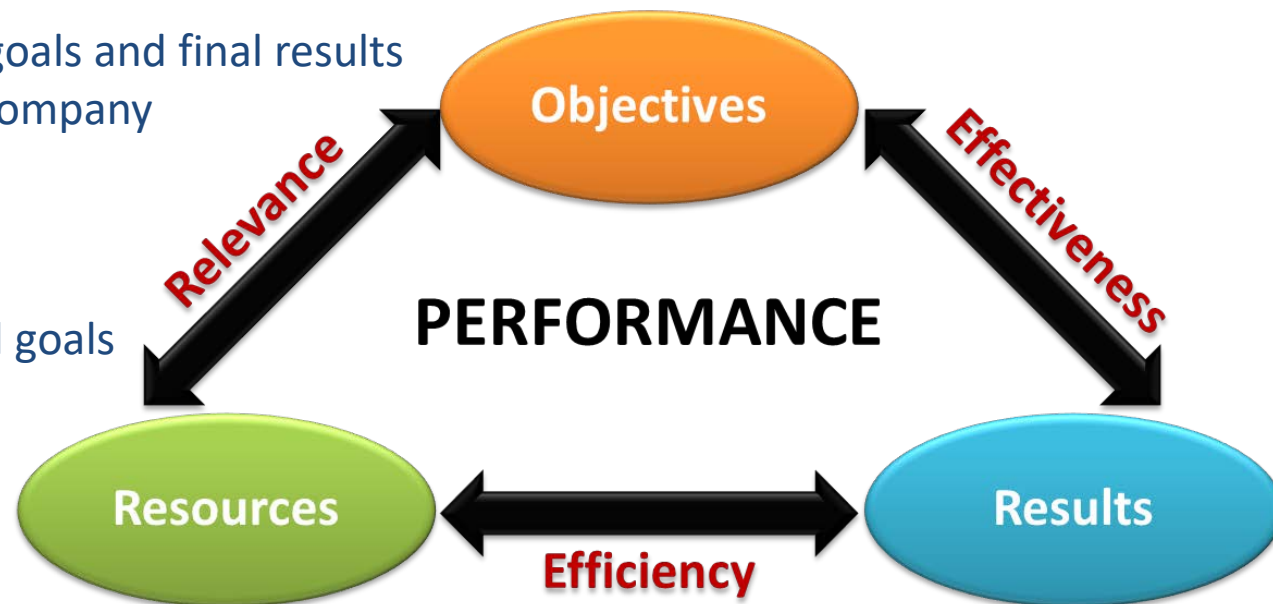 goals and final results
ompany
Objectives
Relevance
Effectiveness
PERFORMANCE
goals
Resources
Results
Efficiency